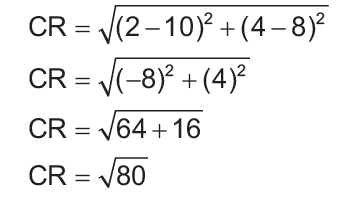 CR = √(2 – 10)² + (4 – 8)²
CR = √(–8)² + (4)²
CR = √64 + 16
CR = √80